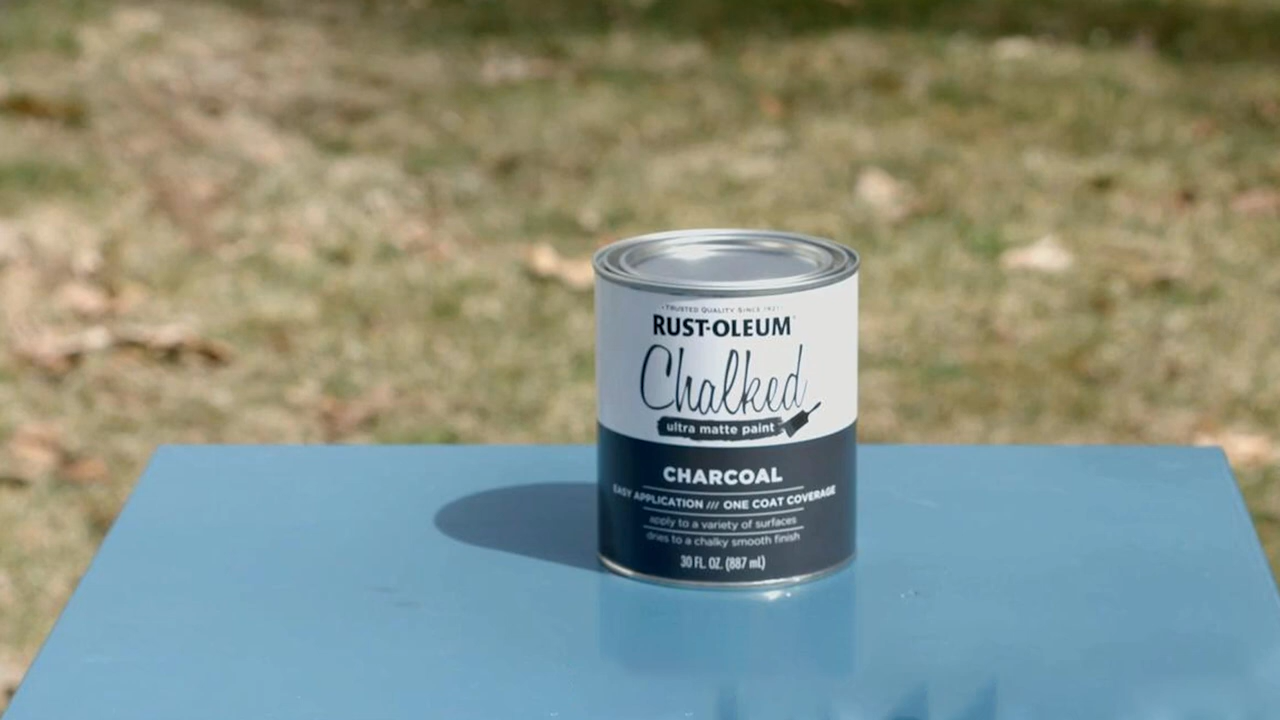 TRUSTED QUALITY SINCE 1921
RUST-OLEUM
Chalked
ultra matte paint
CHARCOAL
EASY APPLICATION /// ONE COAT COVERAGE
apply to a variety of surfaces
dries to a chalky smooth finish
30 FL. OZ. (887 mL)